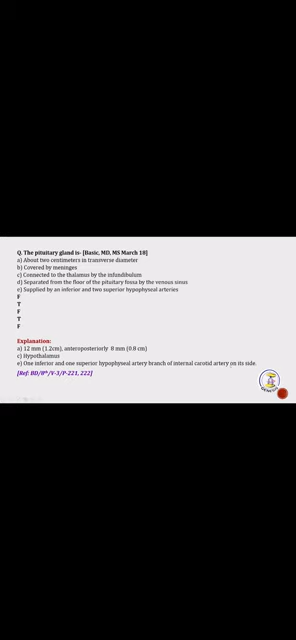 Q. The pituitary gland is- [Basic, MD, MS March 18]
a) About two centimeters in transverse diameter
b) Covered by meninges
c) Connected to the thalamus by the infundibulum
d) Separated from the floor of the pituitary fossa by the venous sinus
e) Supplied by an inferior and two superior hypophyseal arteries
F
T
F
T
F
Explanation:
a) 12 mm (1.2cm), anteroposteriorly 8 mm (0.8 cm)
c) Hypothalamus
e) One inferior and one superior hypophyseal artery branch of internal carotid artery on its side.
[Ref: BD/8th/V-3/P-221, 222]
GENESIS